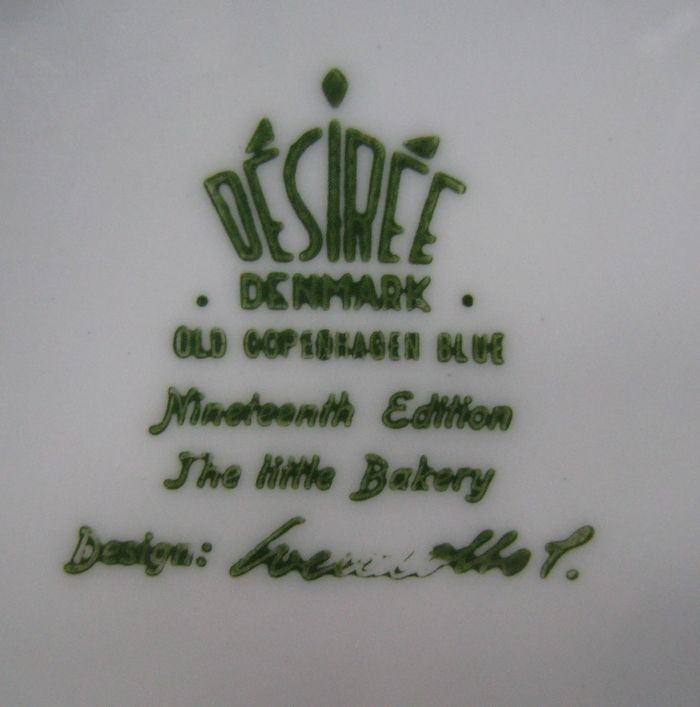 DÉSIRÉE
· DENMARK ·
OLD COPENHAGEN BLUE
Nineteenth Edition
The little Bakery
Design: